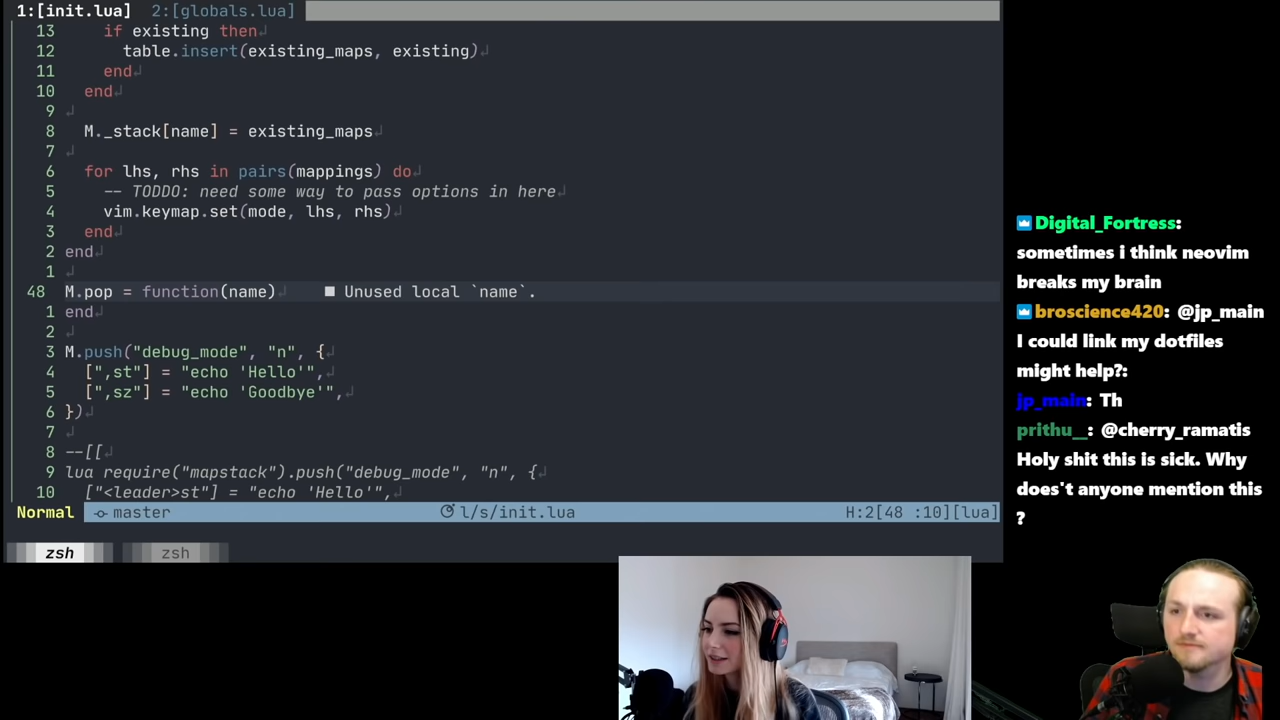 1:[init.lua] 2:[globals.lua]
13 if existing then
12 table.insert(existing_maps, existing)
11 end
10 end
9
8 M._stack[name] = existing_maps
7
6 for lhs, rhs in pairs(mappings) do
5 -- TODDO: need some way to pass options in here
4 vim.keymap.set(mode, lhs, rhs)
3 end
2 end
1
48 M.pop = function(name) ■ Unused local `name`.
1 end
2
3 M.push("debug_mode", "n", {
4 [",st"] = "echo 'Hello'",
5 [",sz"] = "echo 'Goodbye'",
6 })
7
8 --[[
9 lua require("mapstack").push("debug_mode", "n", {
10 ["<leader>st"] = "echo 'Hello'",
Normal master l/s/init.lua H:2[48 :10][lua]
zsh zsh
Digital_Fortress:
sometimes i think neovim
breaks my brain
broscience420: @jp_main
I could link my dotfiles
might help?:
jp_main: Th
prithu__: @cherry_ramatis
Holy shit this is sick. Why
does't anyone mention this
?